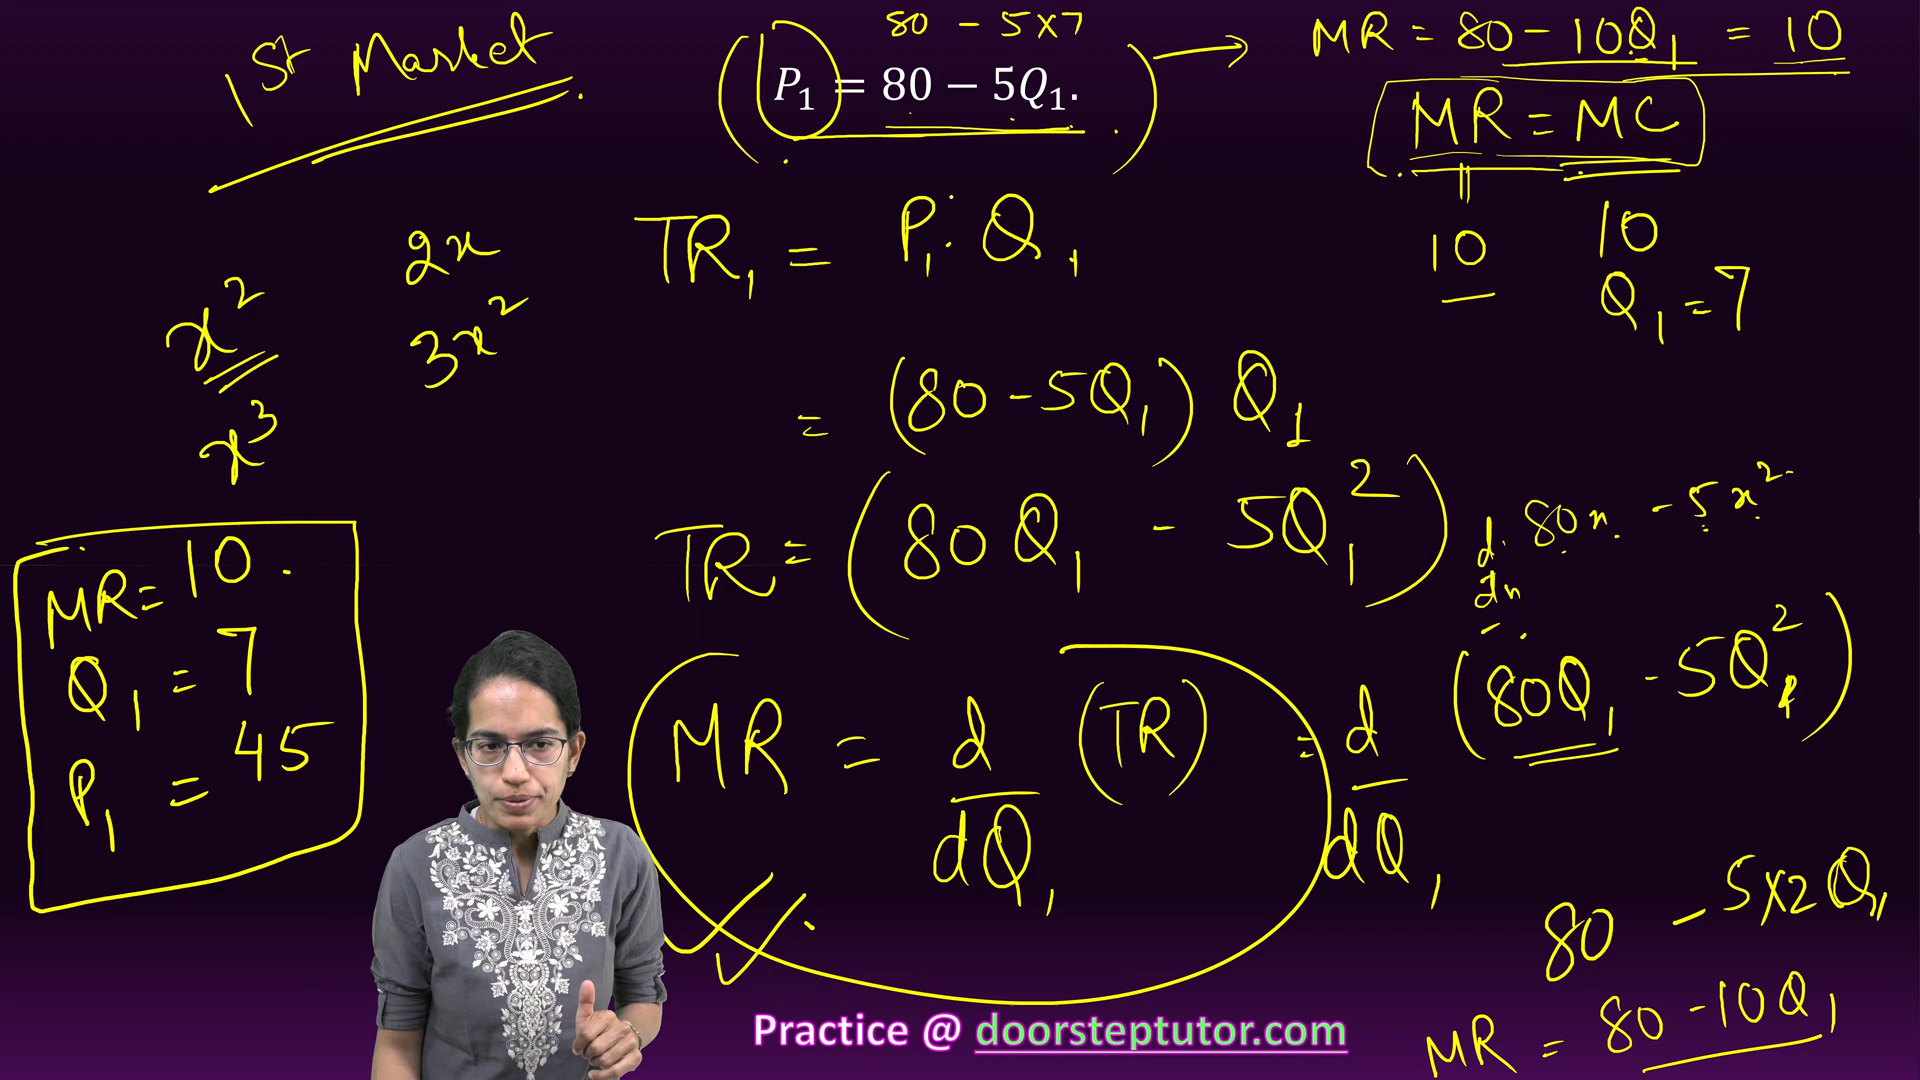 1st Market
80 - 5x7
P₁ = 80 − 5Q₁.
MR = 80 - 10Q₁ = 10
MR = MC
10 10
Q₁ = 7
TR₁ = P₁ . Q₁
x² 2x
x³ 3x²
= (80 - 5Q₁) Q₁
TR = (80Q₁ - 5Q₁²)
d/dx 80x - 5x²
MR = d/dQ₁ (TR) = d/dQ₁ (80Q₁ - 5Q₁²)
80 - 5x2Q₁
MR = 80 - 10Q₁
MR = 10.
Q₁ = 7
P₁ = 45
Practice @ doorsteptutor.com